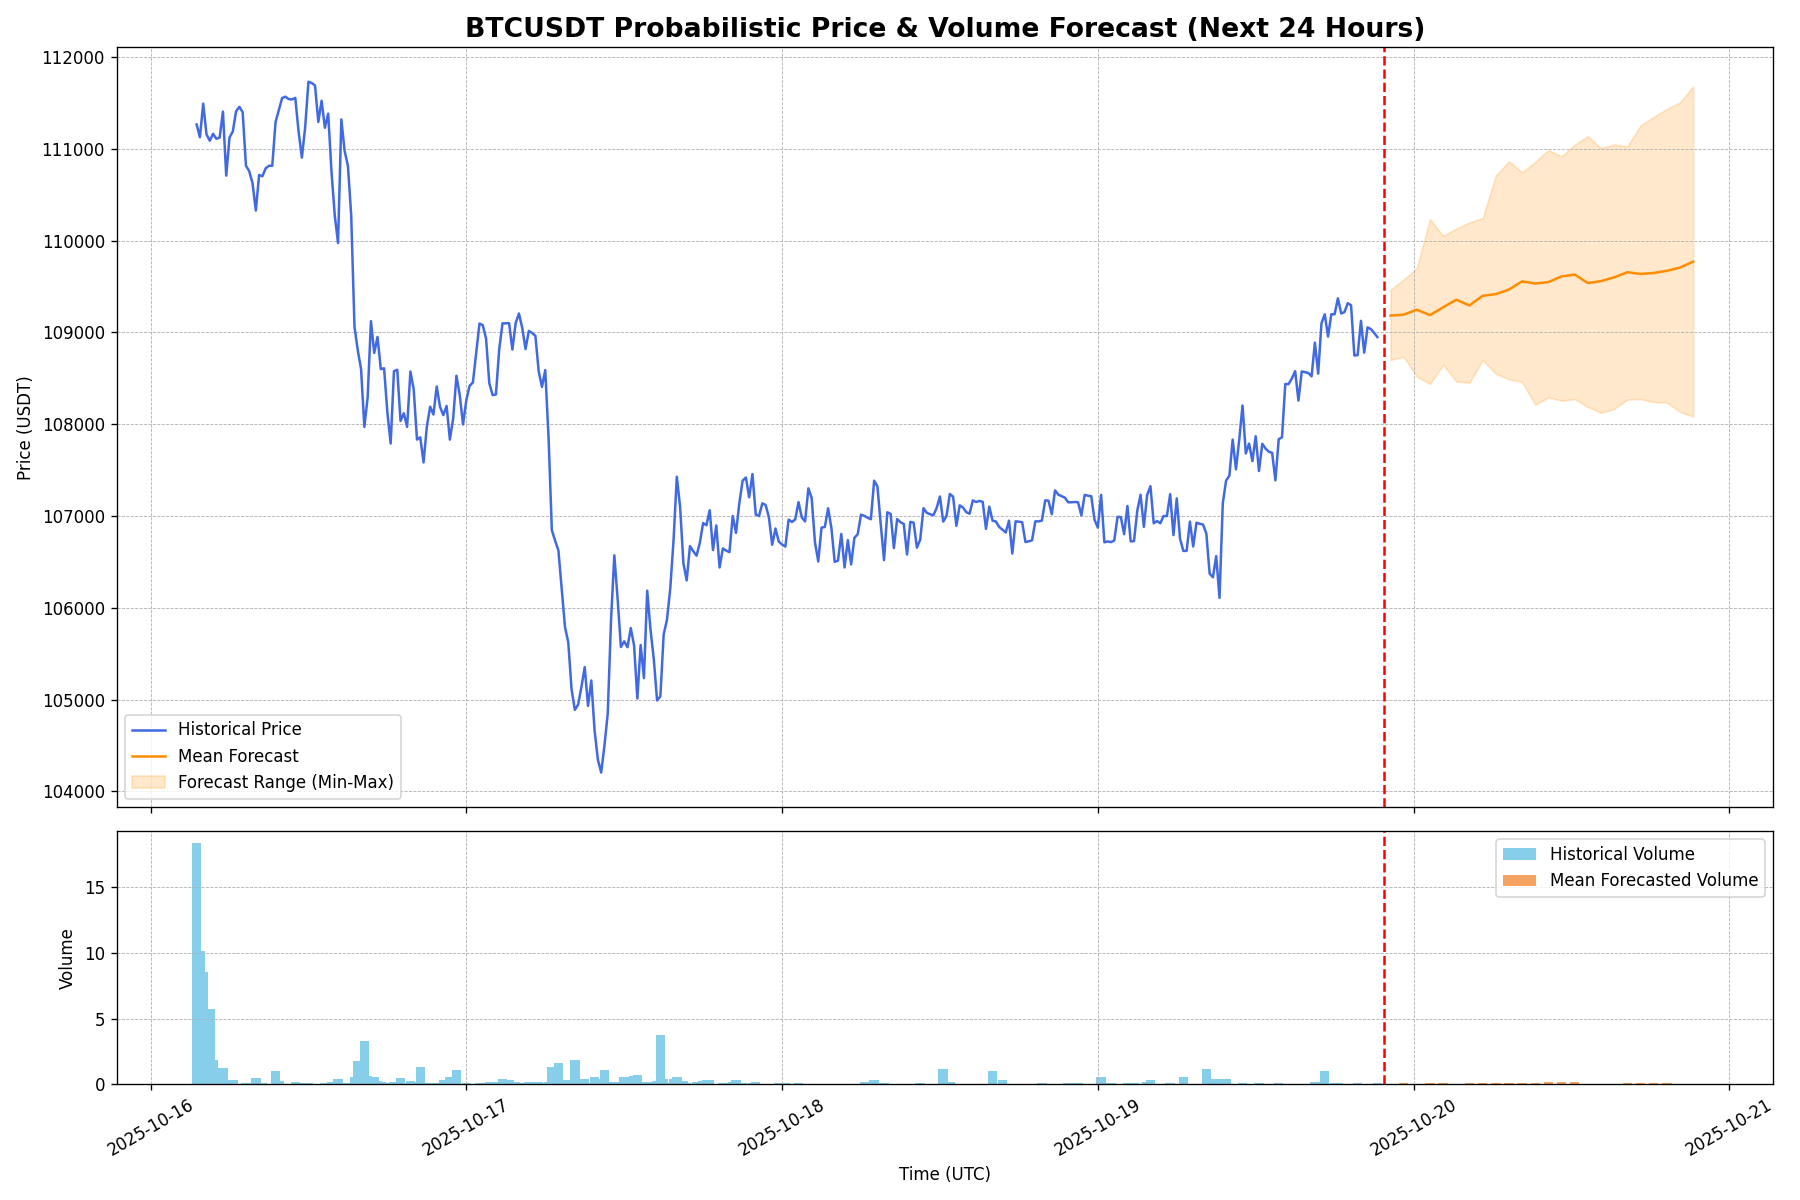 BTCUSDT Probabilistic Price & Volume Forecast (Next 24 Hours)
Price (USDT)
112000
111000
110000
109000
108000
107000
106000
105000
104000
Historical Price
Mean Forecast
Forecast Range (Min-Max)
Volume
15
10
5
0
Historical Volume
Mean Forecasted Volume
2025-10-16
2025-10-17
2025-10-18
2025-10-19
2025-10-20
2025-10-21
Time (UTC)